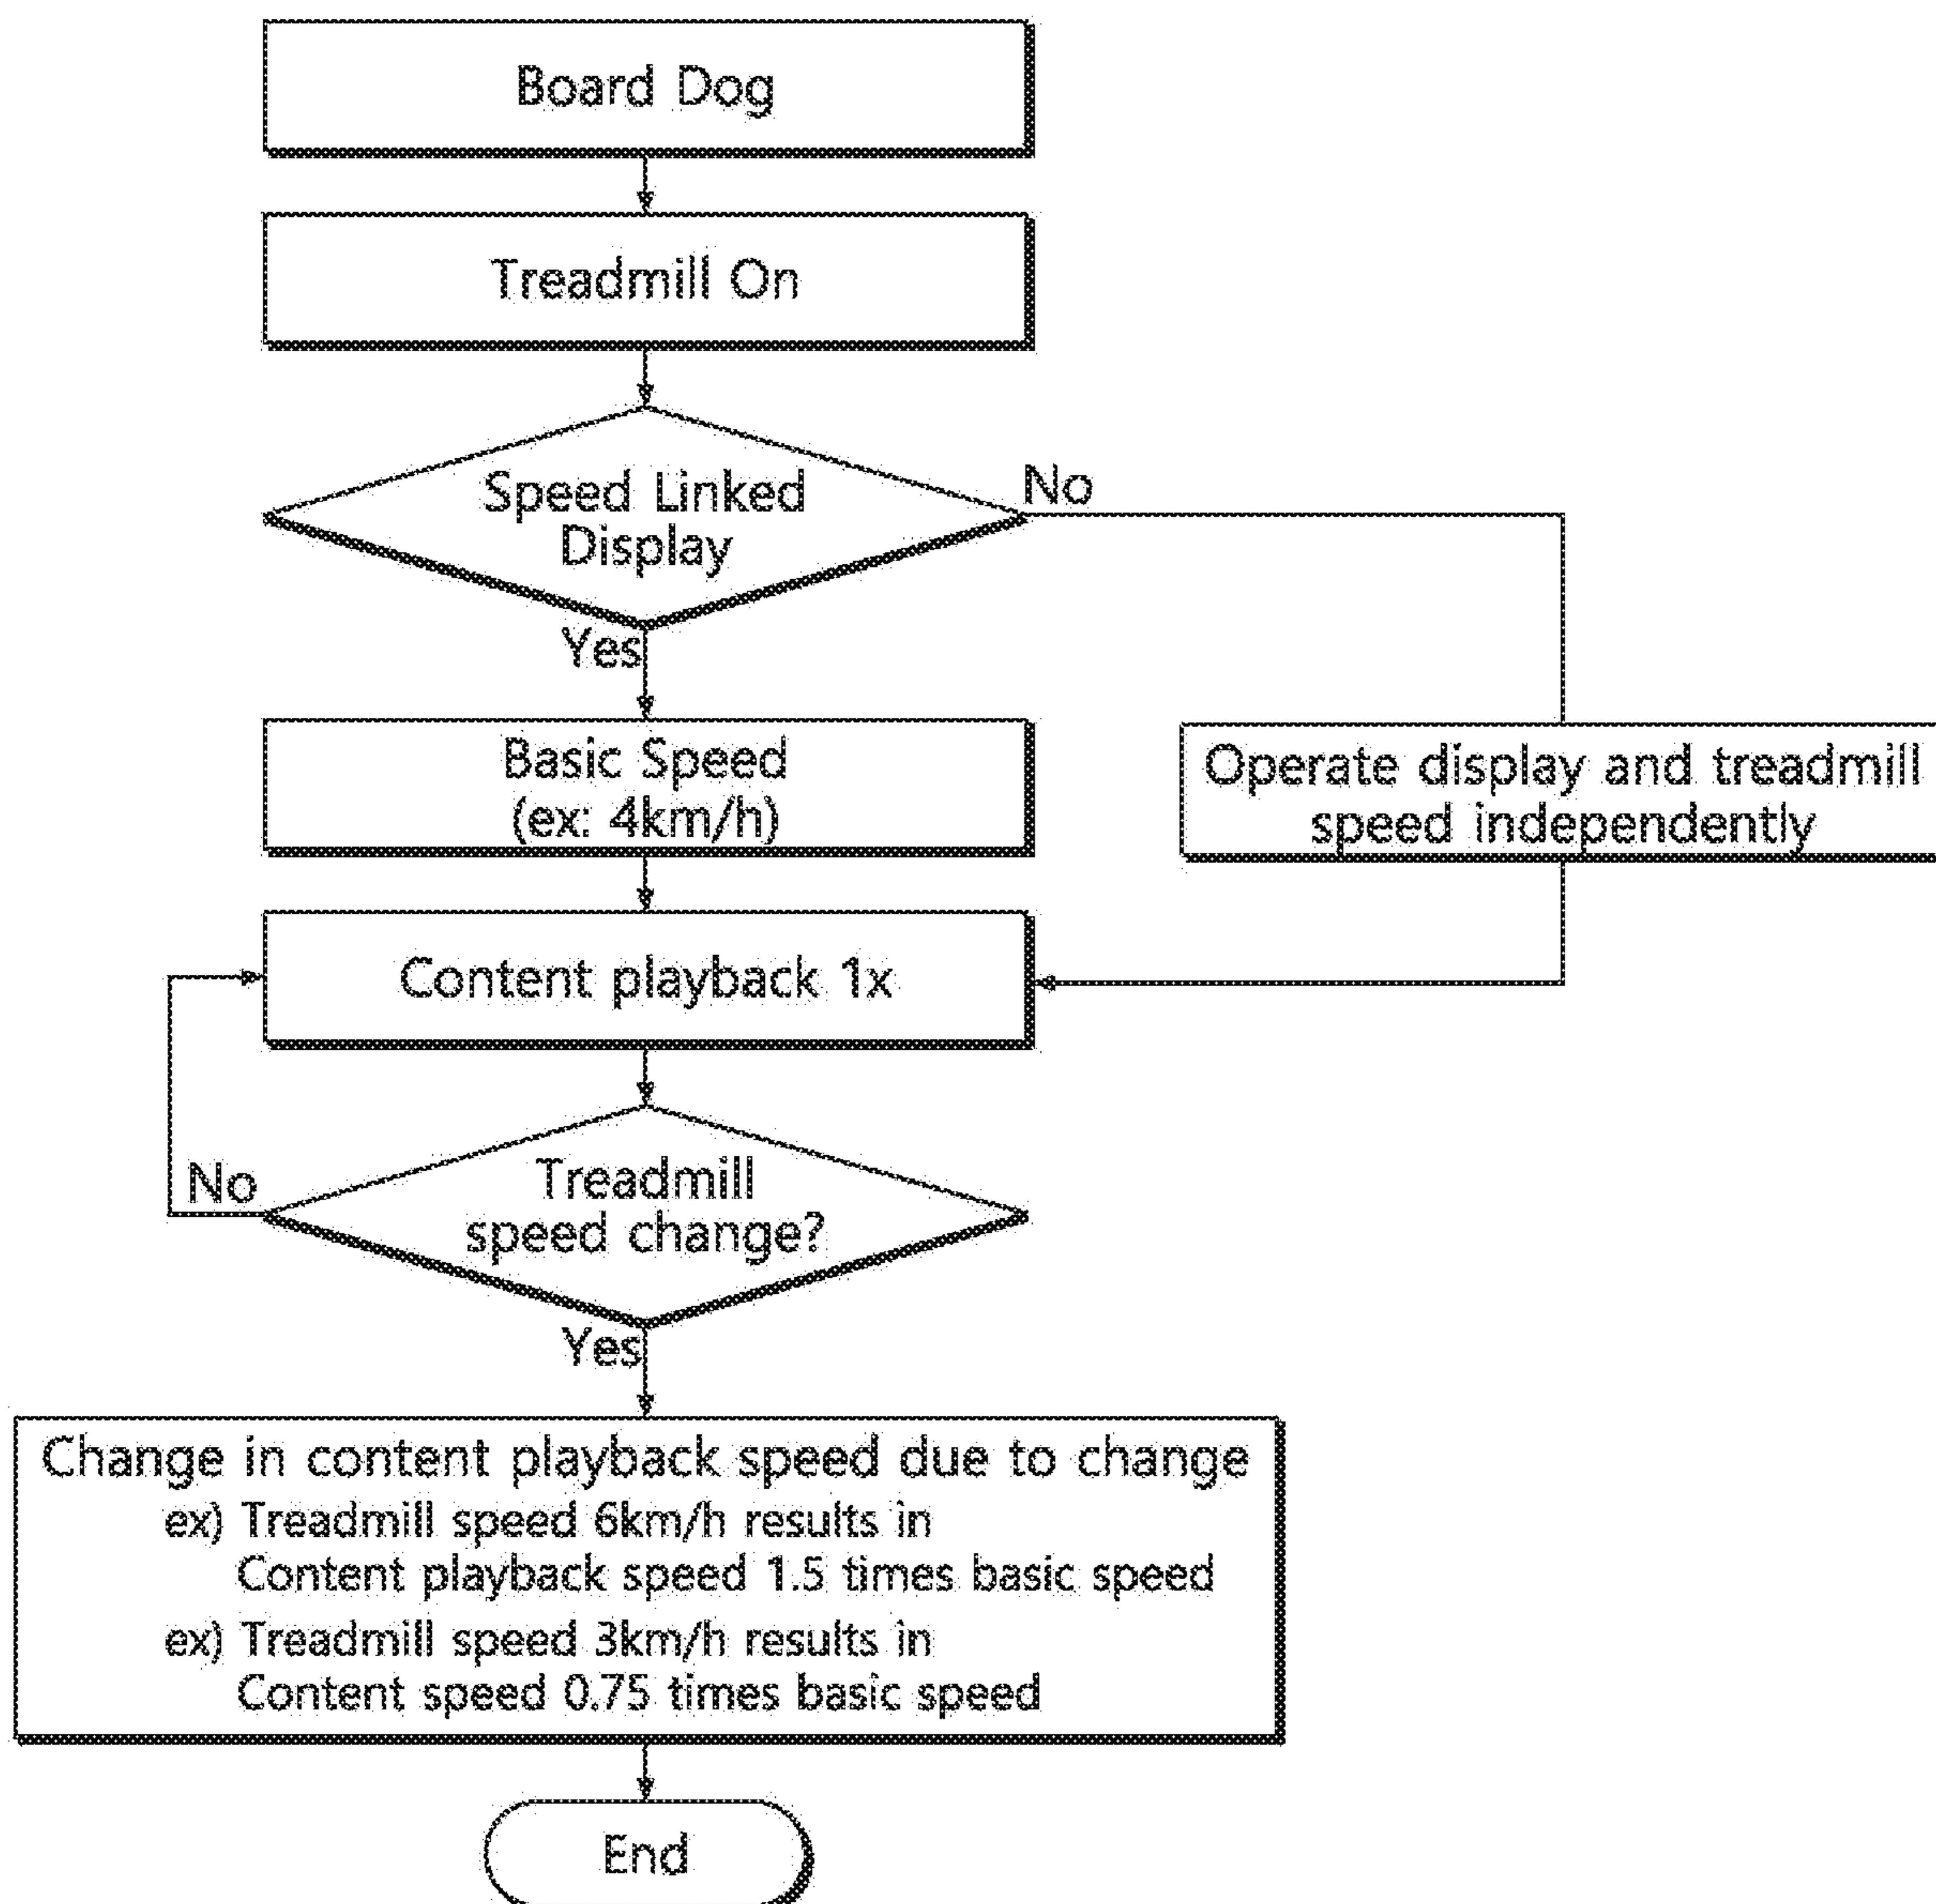 Board Dog
Treadmill On
Speed Linked
Display
No
Yes
Basic Speed
(ex: 4km/h)
Operate display and treadmill
speed independently
Content playback 1x
Treadmill
speed change?
No
Yes
Change in content playback speed due to change
ex) Treadmill speed 6km/h results in
Content playback speed 1.5 times basic speed
ex) Treadmill speed 3km/h results in
Content speed 0.75 times basic speed
End